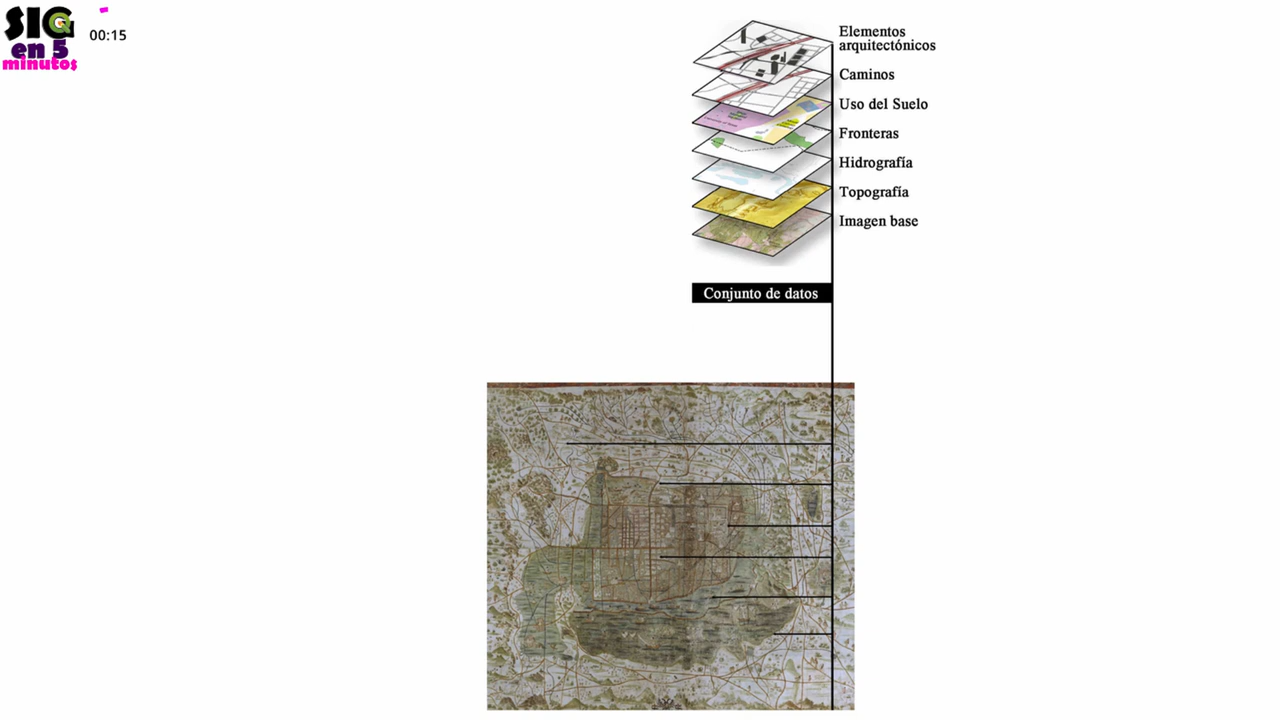 SIG
en 5
minutos
00:15
Elementos
arquitectónicos
Caminos
Uso del Suelo
Fronteras
Hidrografía
Topografía
Imagen base
Conjunto de datos